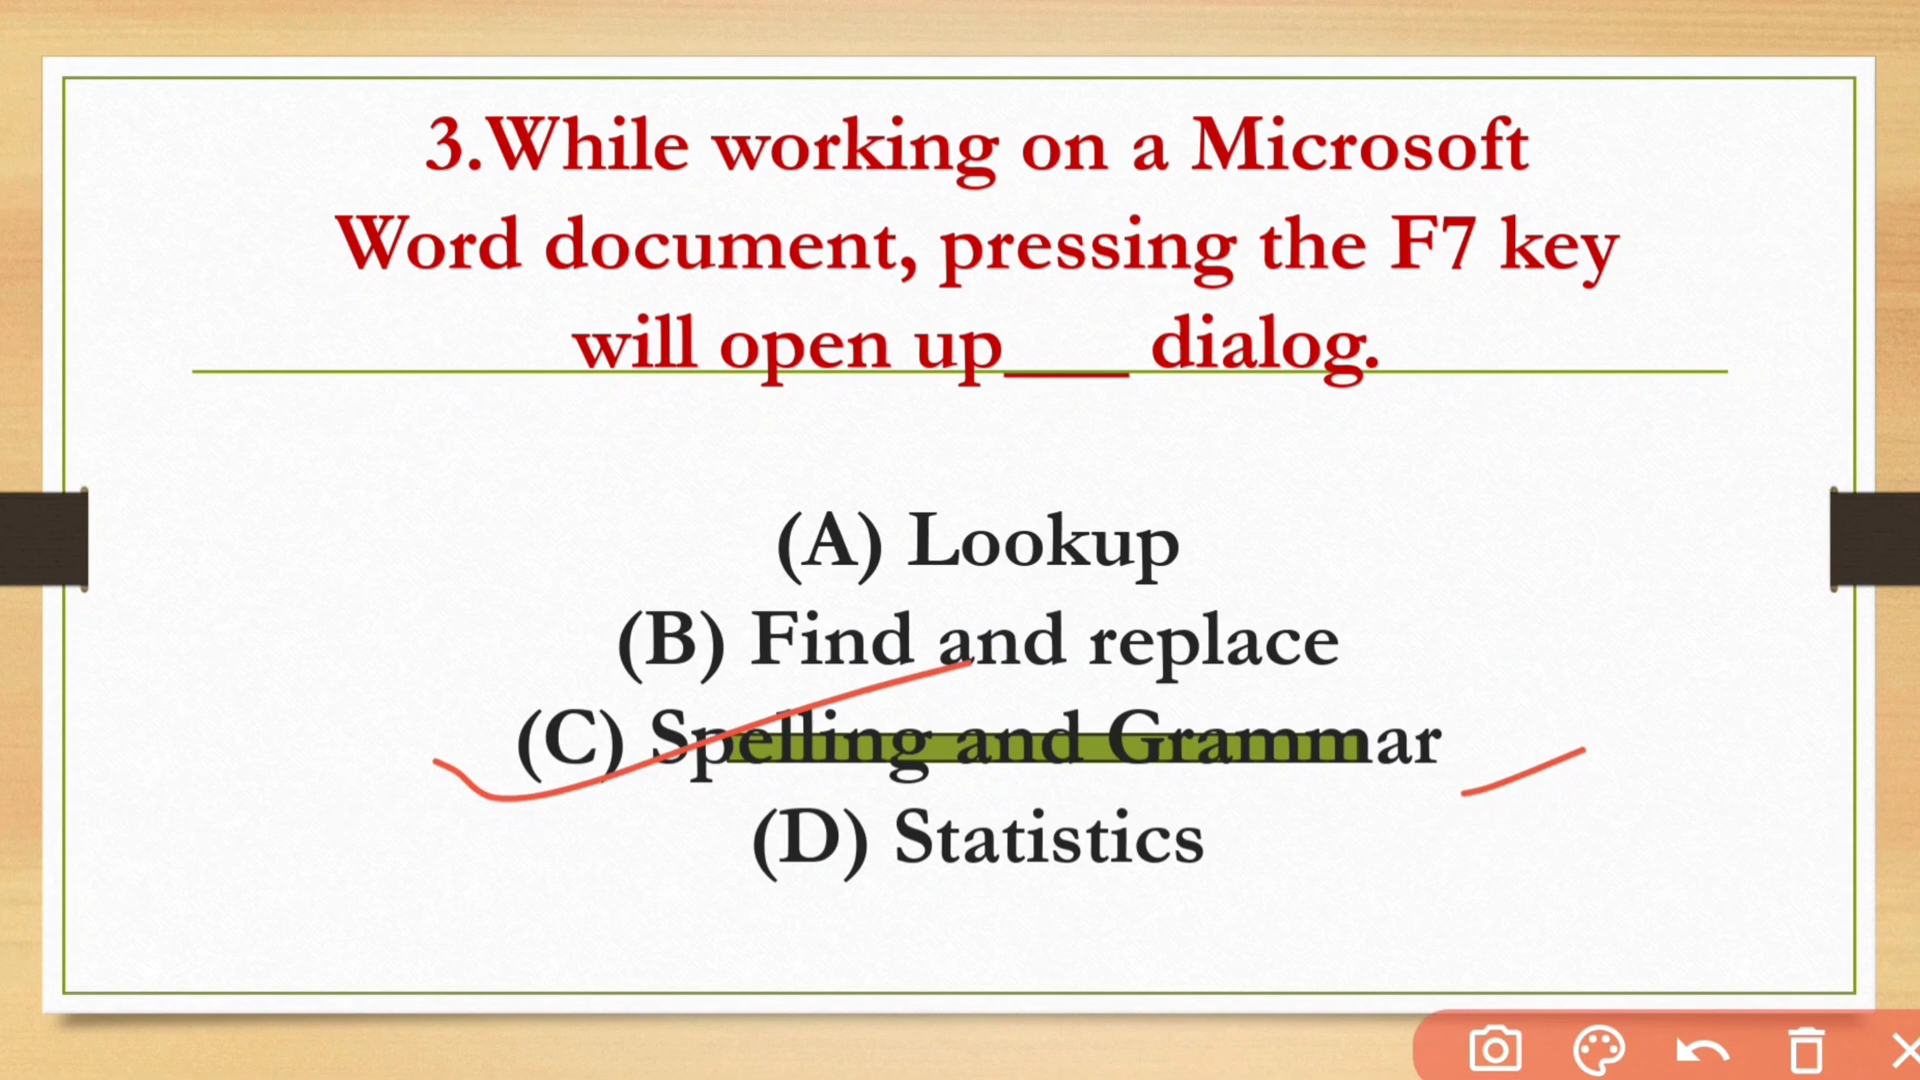 3.While working on a Microsoft
Word document, pressing the F7 key
will open up___ dialog.
(A) Lookup
(B) Find and replace
(C) Spelling and Grammar
(D) Statistics